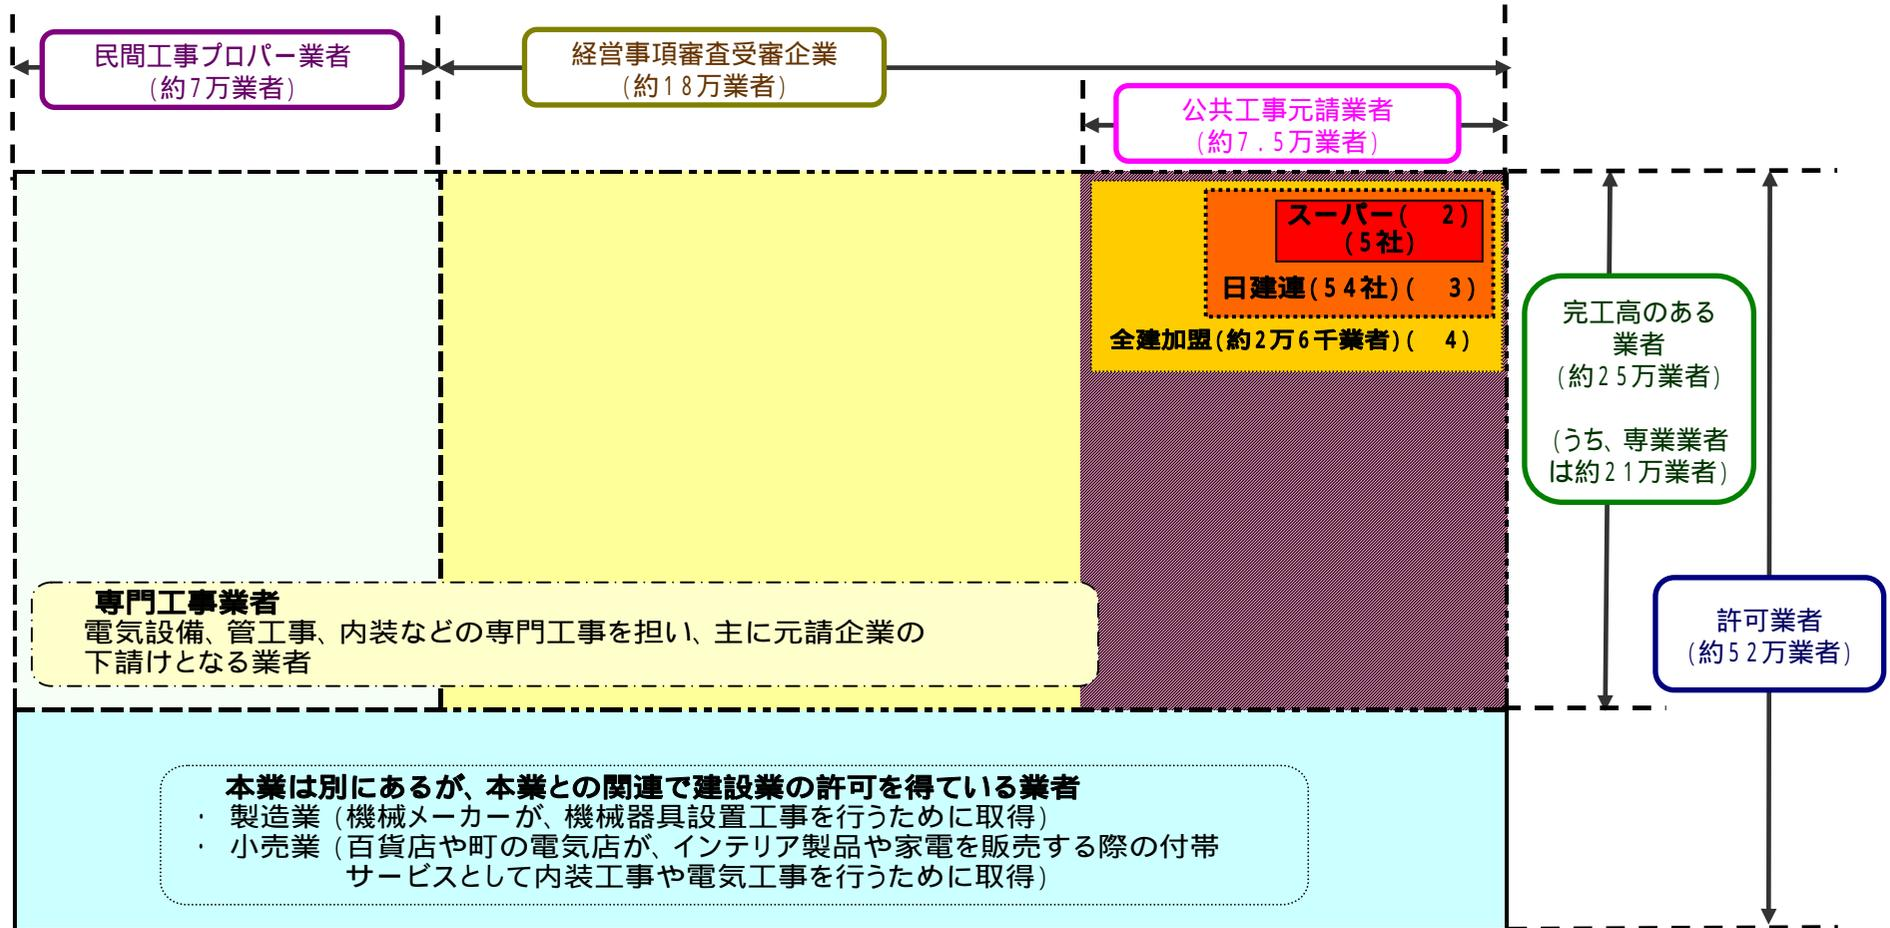 民間工事プロパー業者
(約7万業者)
経営事項審査受審企業
(約18万業者)
公共工事元請業者
(約7.5万業者)
スーパー(　2)
(5社)
日建連(54社)(　3)
全建加盟(約2万6千業者)(　4)
完工高のある
業者
(約25万業者)
(うち、専業業者
は約21万業者)
許可業者
(約52万業者)
専門工事業者
電気設備、管工事、内装などの専門工事を担い、主に元請企業の
下請けとなる業者
本業は別にあるが、本業との関連で建設業の許可を得ている業者
・ 製造業 (機械メーカーが、機械器具設置工事を行うために取得)
・ 小売業 (百貨店や町の電気店が、インテリア製品や家電を販売する際の付帯
サービスとして内装工事や電気工事を行うために取得)